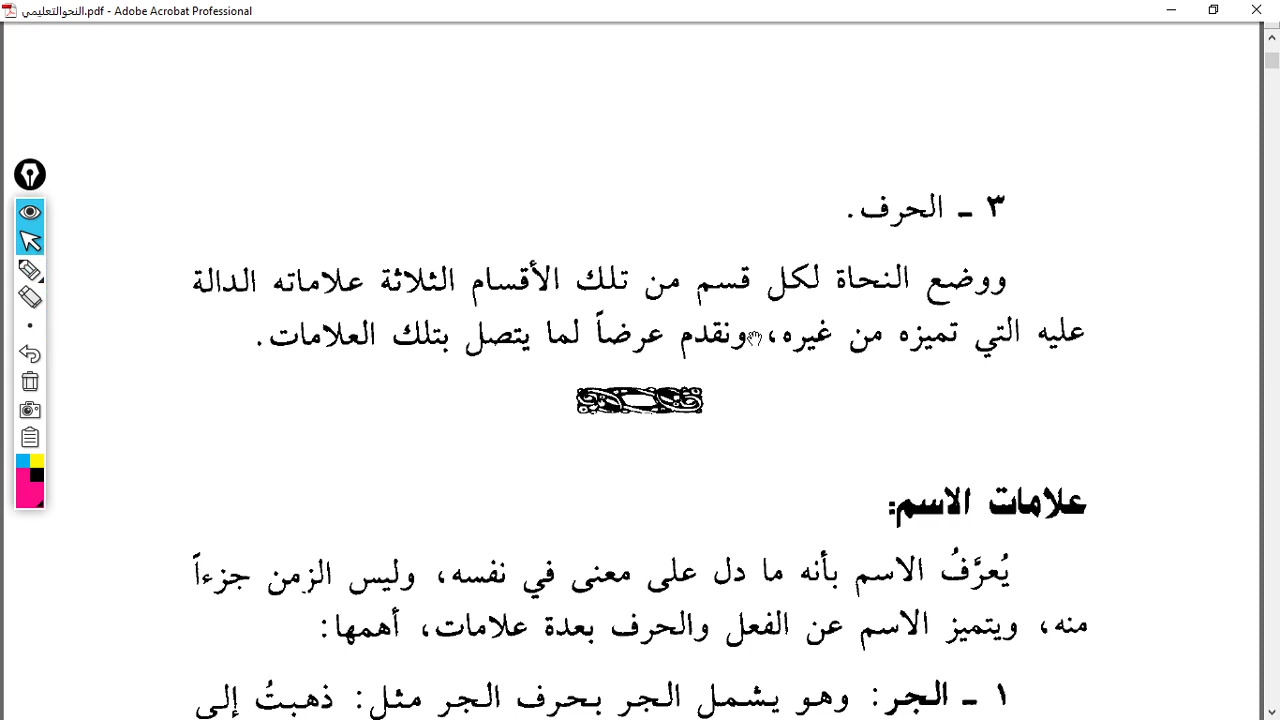 النحوالتعليمي.pdf - Adobe Acrobat Professional
٣ ـ الحرف.
ووضع النحاة لكل قسم من تلك الأقسام الثلاثة علاماته الدالة
عليه التي تميزه من غيره، ونقدم عرضاً لما يتصل بتلك العلامات.
علامات الاسم:
يُعرَّفُ الاسم بأنه ما دل على معنى في نفسه، وليس الزمن جزءاً
منه، ويتميز الاسم عن الفعل والحرف بعدة علامات، أهمها:
١ ـ الجر: وهو يشمل الجر بحرف الجر مثل: ذهبتُ إلى